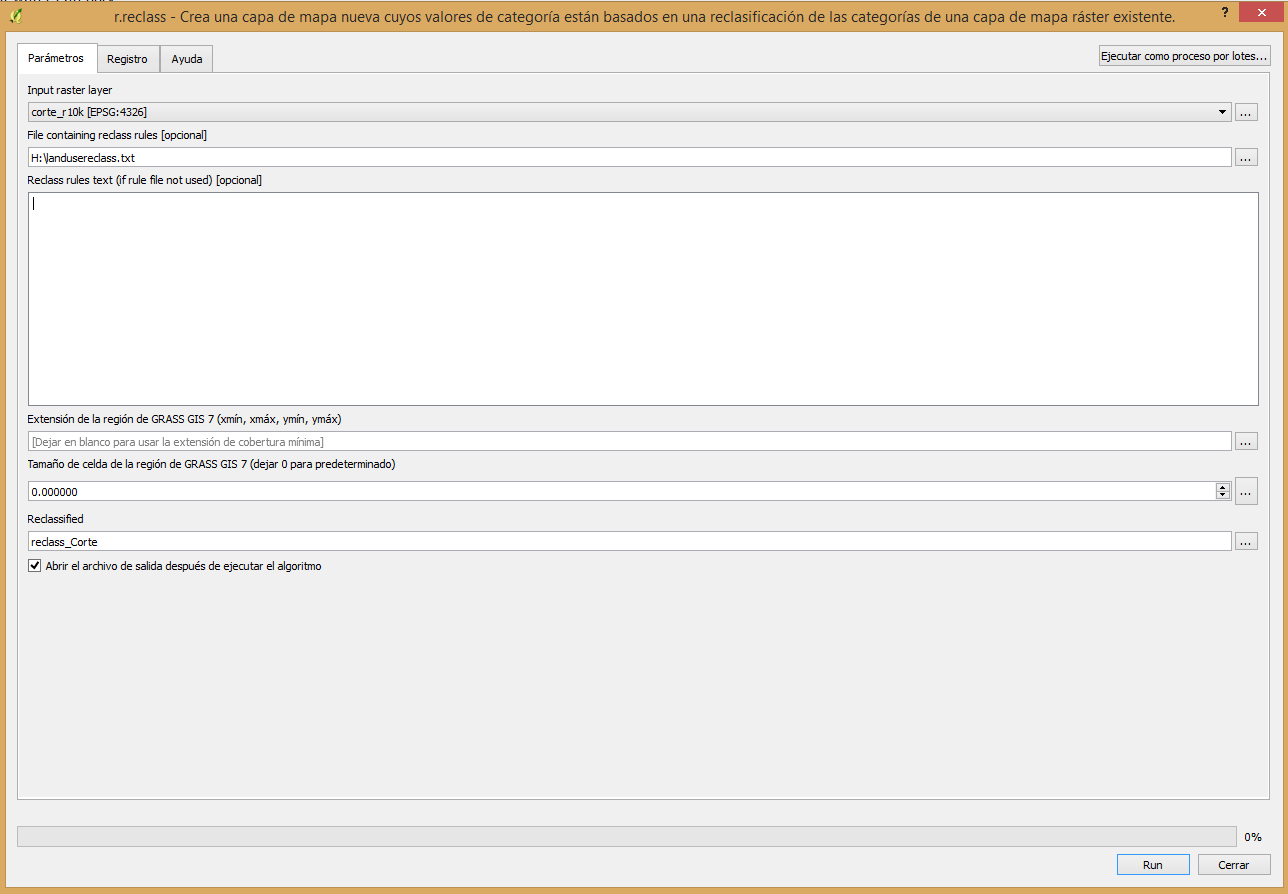 r.reclass - Crea una capa de mapa nueva cuyos valores de categoría están basados en una reclasificación de las categorías de una capa de mapa ráster existente.
?
Parámetros
Registro
Ayuda
Ejecutar como proceso por lotes...
Input raster layer
corte_r10k [EPSG:4326]
...
File containing reclass rules [opcional]
H:\landusereclass.txt
...
Reclass rules text (if rule file not used) [opcional]
Extensión de la región de GRASS GIS 7 (xmín, xmáx, ymín, ymáx)
[Dejar en blanco para usar la extensión de cobertura mínima]
...
Tamaño de celda de la región de GRASS GIS 7 (dejar 0 para predeterminado)
0.000000
...
Reclassified
reclass_Corte
...
Abrir el archivo de salida después de ejecutar el algoritmo
0%
Run
Cerrar